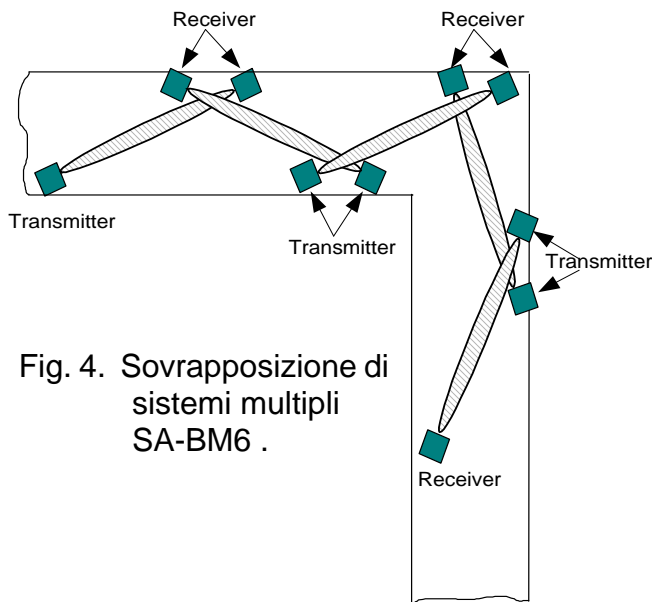 Receiver
Receiver
Transmitter
Transmitter
Transmitter
Fig. 4. Sovrapposizione di
sistemi multipli
SA-BM6 .
Receiver